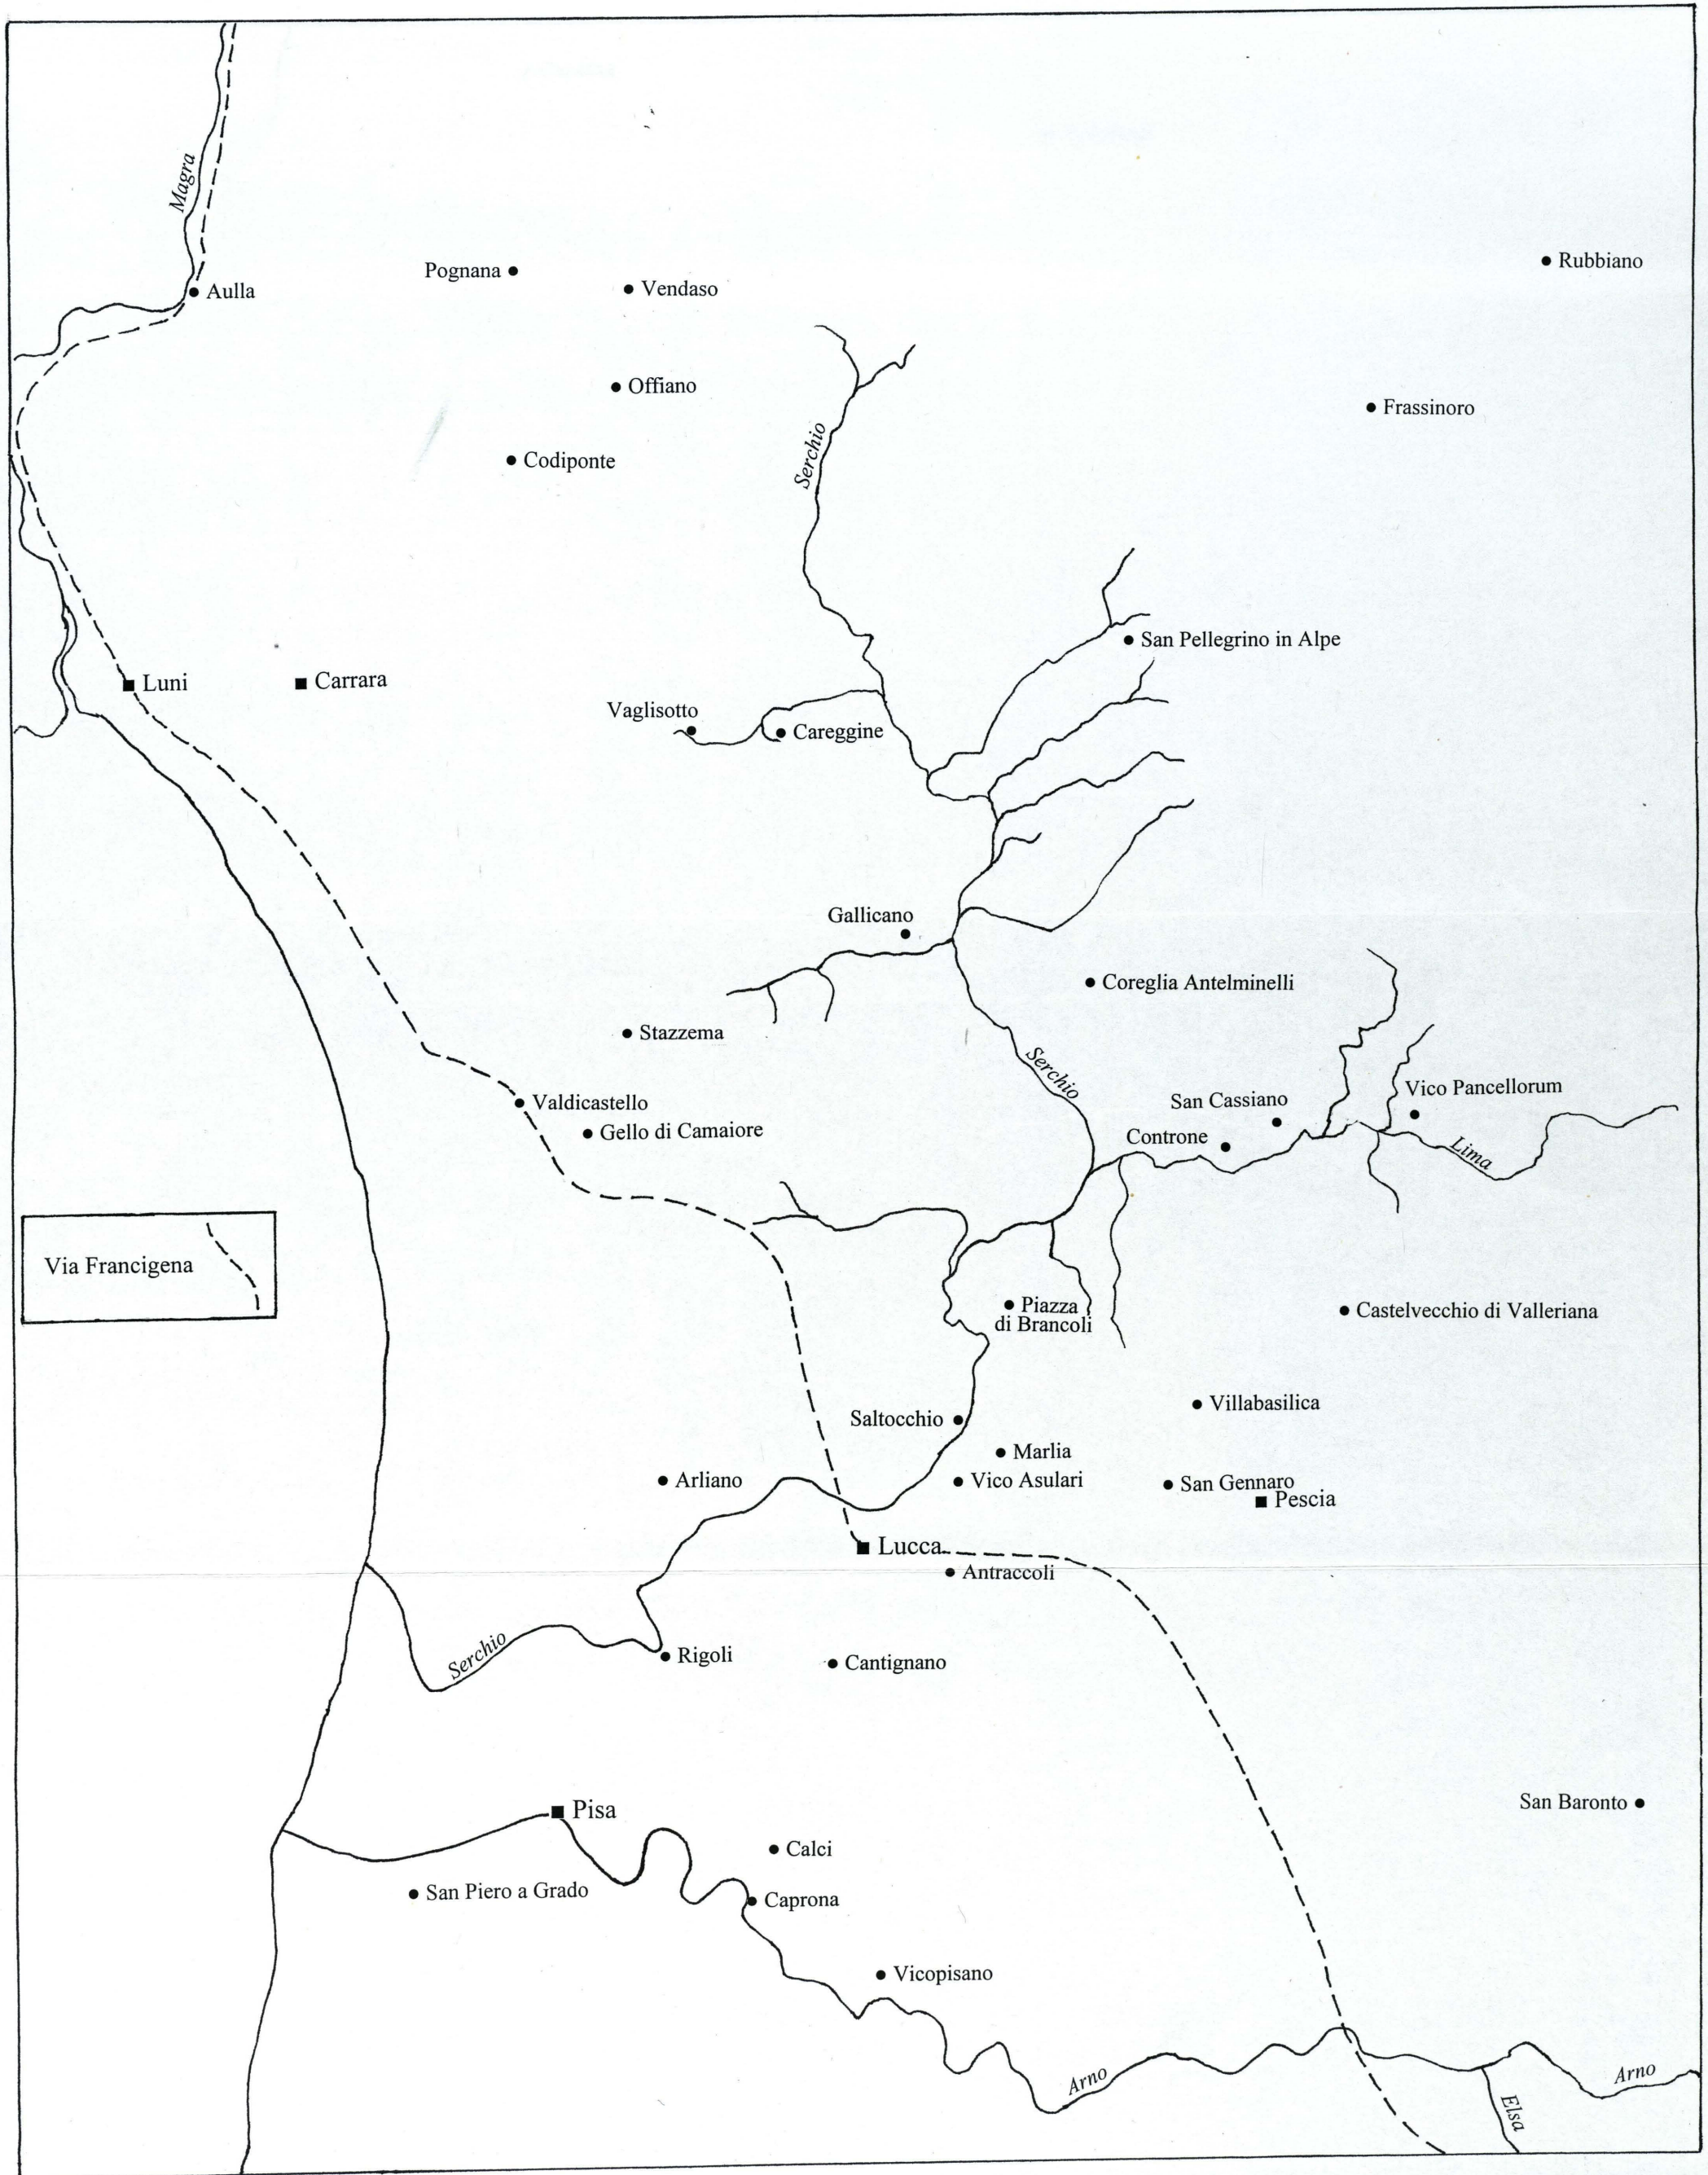 Magra
Aulla
Pognana
Vendaso
Rubbiano
Offiano
Frassinoro
Serchio
Codiponte
San Pellegrino in Alpe
Luni
Carrara
Vaglisotto
Careggine
Gallicano
Coreglia Antelminelli
Stazzema
Serchio
Valdicastello
Gello di Camaiore
San Cassiano
Vico Pancellorum
Controne
Lima
Via Francigena
Piazza
di Brancoli
Castelvecchio di Valleriana
Villabasilica
Saltocchio
Marlia
Arliano
Vico Asulari
San Gennaro
Pescia
Lucca
Antraccoli
Serchio
Rigoli
Cantignano
Pisa
San Baronto
Calci
San Piero a Grado
Caprona
Vicopisano
Arno
Arno
Elsa